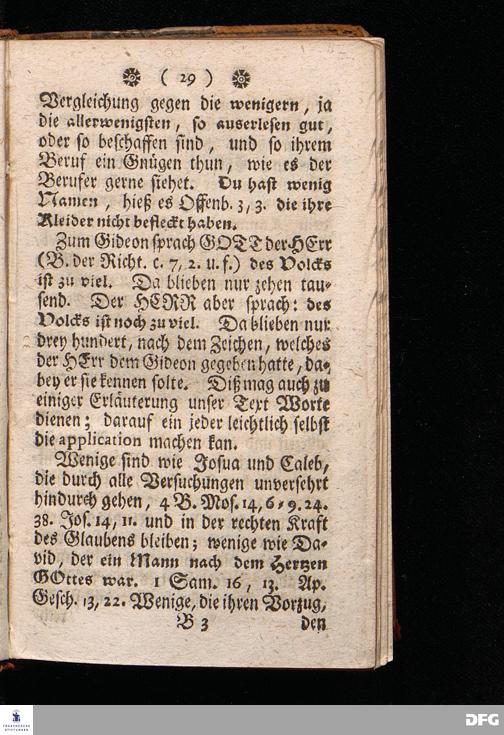 ( 29 )
Vergleichung gegen die wenigern, ja
die allerwenigsten, so auserlesen gut,
oder so beschaffen sind, und so ihrem
Beruf ein Gnügen thun, wie es der
Berufer gerne siehet. Du hast wenig
Namen, hieß es Offenb. 3, 3. die ihre
Kleider nicht befleckt haben.
Zum Gideon sprach GOTT der HErr
(B. der Richt. c. 7, 2. u. f.) des Volcks
ist zu viel. Da blieben nur zehen tau-
send. Der HERR aber sprach: des
Volcks ist noch zu viel. Da blieben nur
drey hundert, nach dem Zeichen, welches
der HErr dem Gideon gegeben hatte, da-
bey er sie kennen solte. Diß mag auch zu
einiger Erläuterung unser Text Worte
dienen; darauf ein jeder leichtlich selbst
die application machen kan.
Wenige sind wie Josua und Caleb,
die durch alle Versuchungen unversehrt
hindurch gehen, 4 B. Mos. 14, 6-9. 24.
38. Jos. 14, 11. und in der rechten Kraft
des Glaubens bleiben; wenige wie Da-
vid, der ein Mann nach dem Hertzen
GOttes war. 1 Sam. 16, 13. Ap.
Gesch. 13, 22. Wenige, die ihren Vorzug,
B 3 den
FRANCKESCHE
STIFTUNGEN
DFG